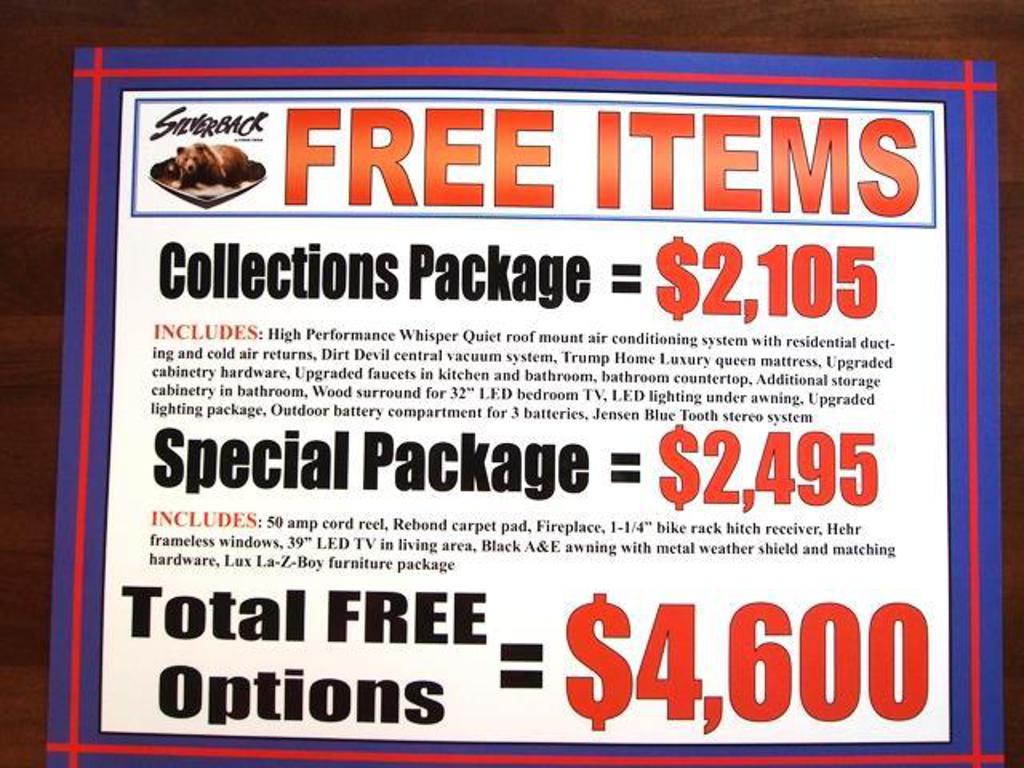 SILVERBACK FREE ITEMS
Collections Package = $2,105
INCLUDES: High Performance Whisper Quiet roof mount air conditioning system with residential duct-
ing and cold air returns, Dirt Devil central vacuum system, Trump Home Luxury queen mattress, Upgraded
cabinetry hardware, Upgraded faucets in kitchen and bathroom, bathroom countertop, Additional storage
cabinetry in bathroom, Wood surround for 32" LED bedroom TV, LED lighting under awning, Upgraded
lighting package, Outdoor battery compartment for 3 batteries, Jensen Blue Tooth stereo system
Special Package = $2,495
INCLUDES: 50 amp cord reel, Rebond carpet pad, Fireplace, 1-1/4" bike rack hitch receiver, Hehr
frameless windows, 39" LED TV in living area, Black A&E awning with metal weather shield and matching
hardware, Lux La-Z-Boy furniture package
Total FREE
Options = $4,600